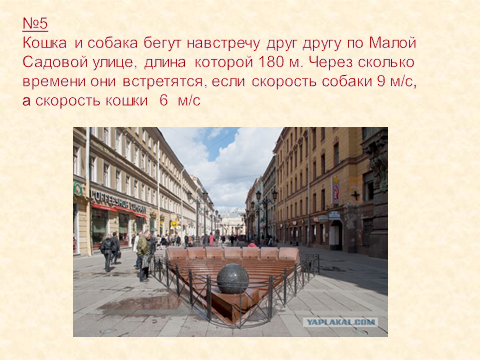 №5
Кошка и собака бегут навстречу друг другу по Малой
Садовой улице, длина которой 180 м. Через сколько
времени они встретятся, если скорость собаки 9 м/с,
а скорость кошки 6 м/с
YAPLAKAL.COM